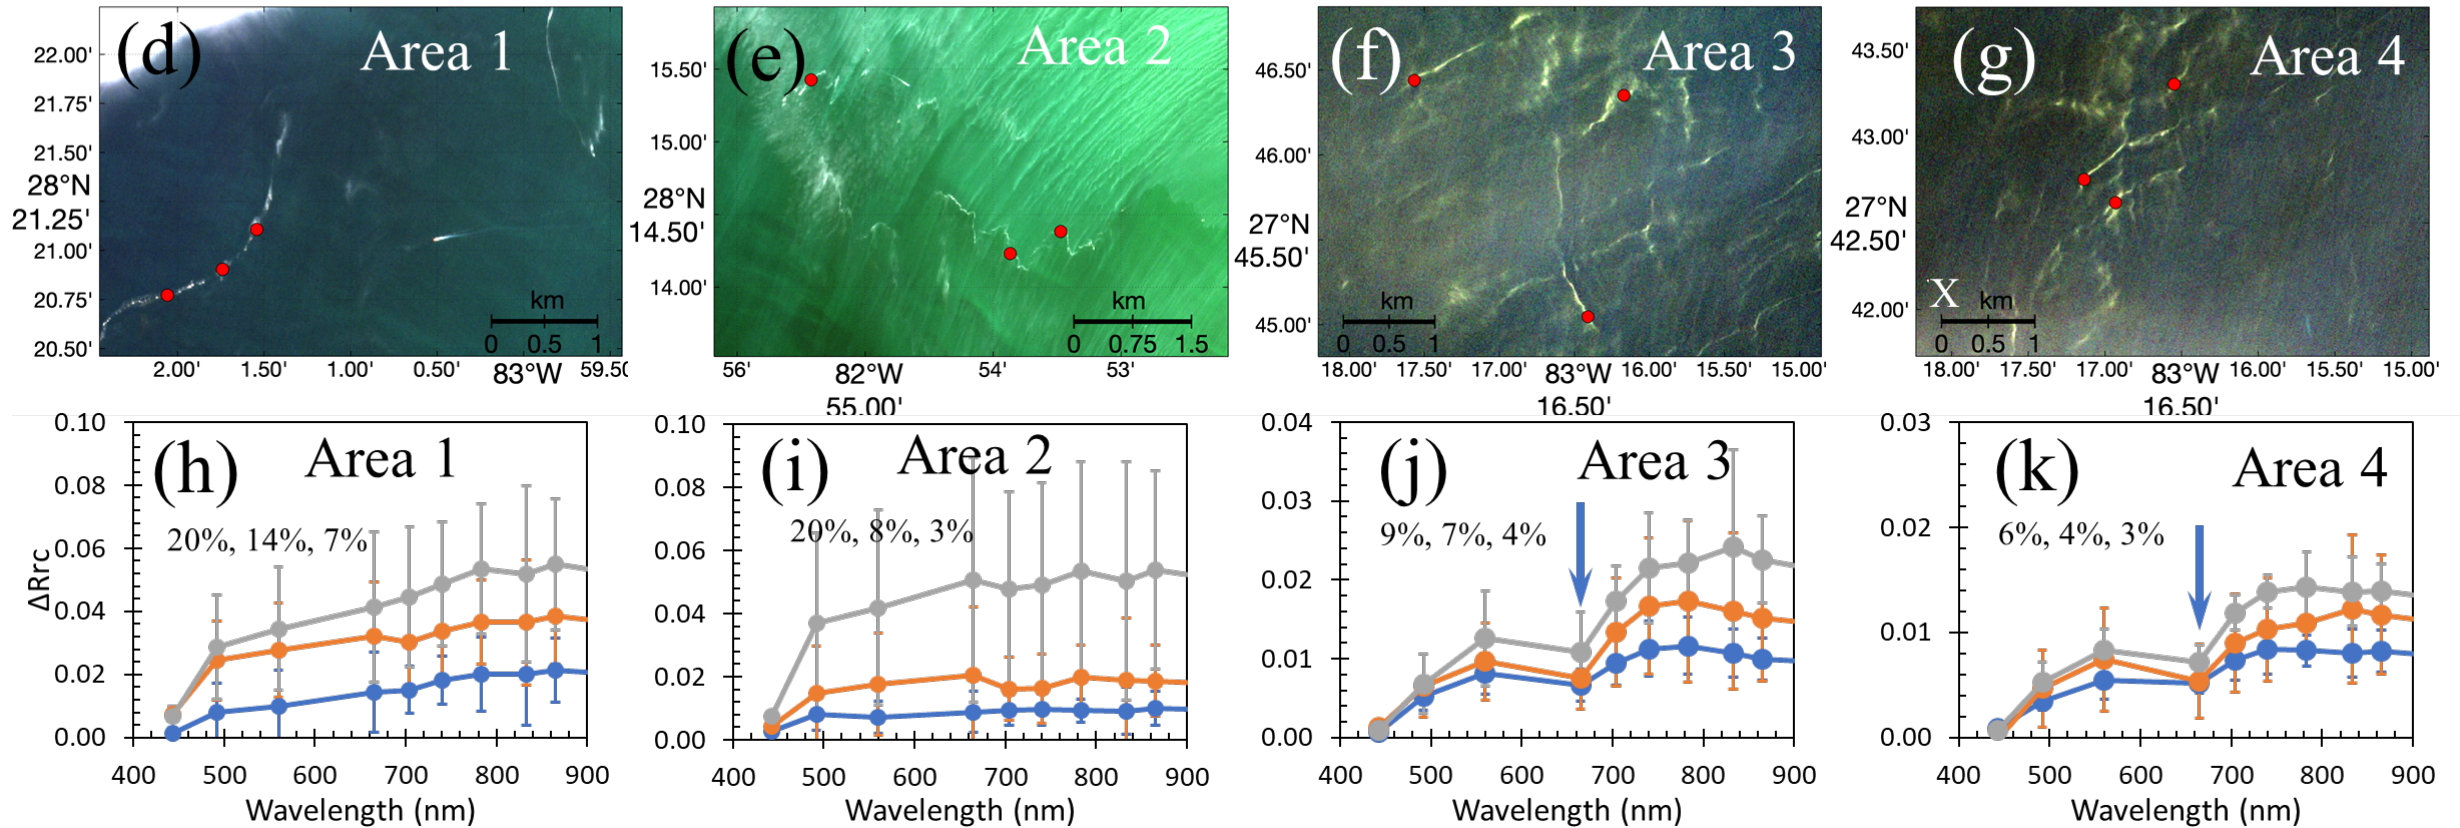 (d) Area 1
22.00'
21.75'
21.50'
28°N
21.25'
21.00'
20.75'
20.50'
km
0 0.5 1
2.00' 1.50' 1.00' 0.50' 83°W 59.50
(e) Area 2
15.50'
15.00'
28°N
14.50'
14.00'
km
0 0.75 1.5
56' 82°W 54' 53'
55.00'
(f) Area 3
46.50'
46.00'
27°N
45.50'
45.00'
km
0 0.5 1
18.00' 17.50' 17.00' 83°W 16.00' 15.50' 15.00'
16.50'
(g) Area 4
43.50'
43.00'
27°N
42.50'
42.00'
X
km
0 0.5 1
18.00' 17.50' 17.00' 83°W 16.00' 15.50' 15.00'
16.50'
(h) Area 1
20%, 14%, 7%
ΔRrc
0.10
0.08
0.06
0.04
0.02
0.00
400 500 600 700 800 900
Wavelength (nm)
(i) Area 2
20%, 8%, 3%
0.10
0.08
0.06
0.04
0.02
0.00
400 500 600 700 800 900
Wavelength (nm)
(j) Area 3
9%, 7%, 4%
0.04
0.03
0.02
0.01
0.00
400 500 600 700 800 900
Wavelength (nm)
(k) Area 4
6%, 4%, 3%
0.03
0.02
0.01
0.00
400 500 600 700 800 900
Wavelength (nm)